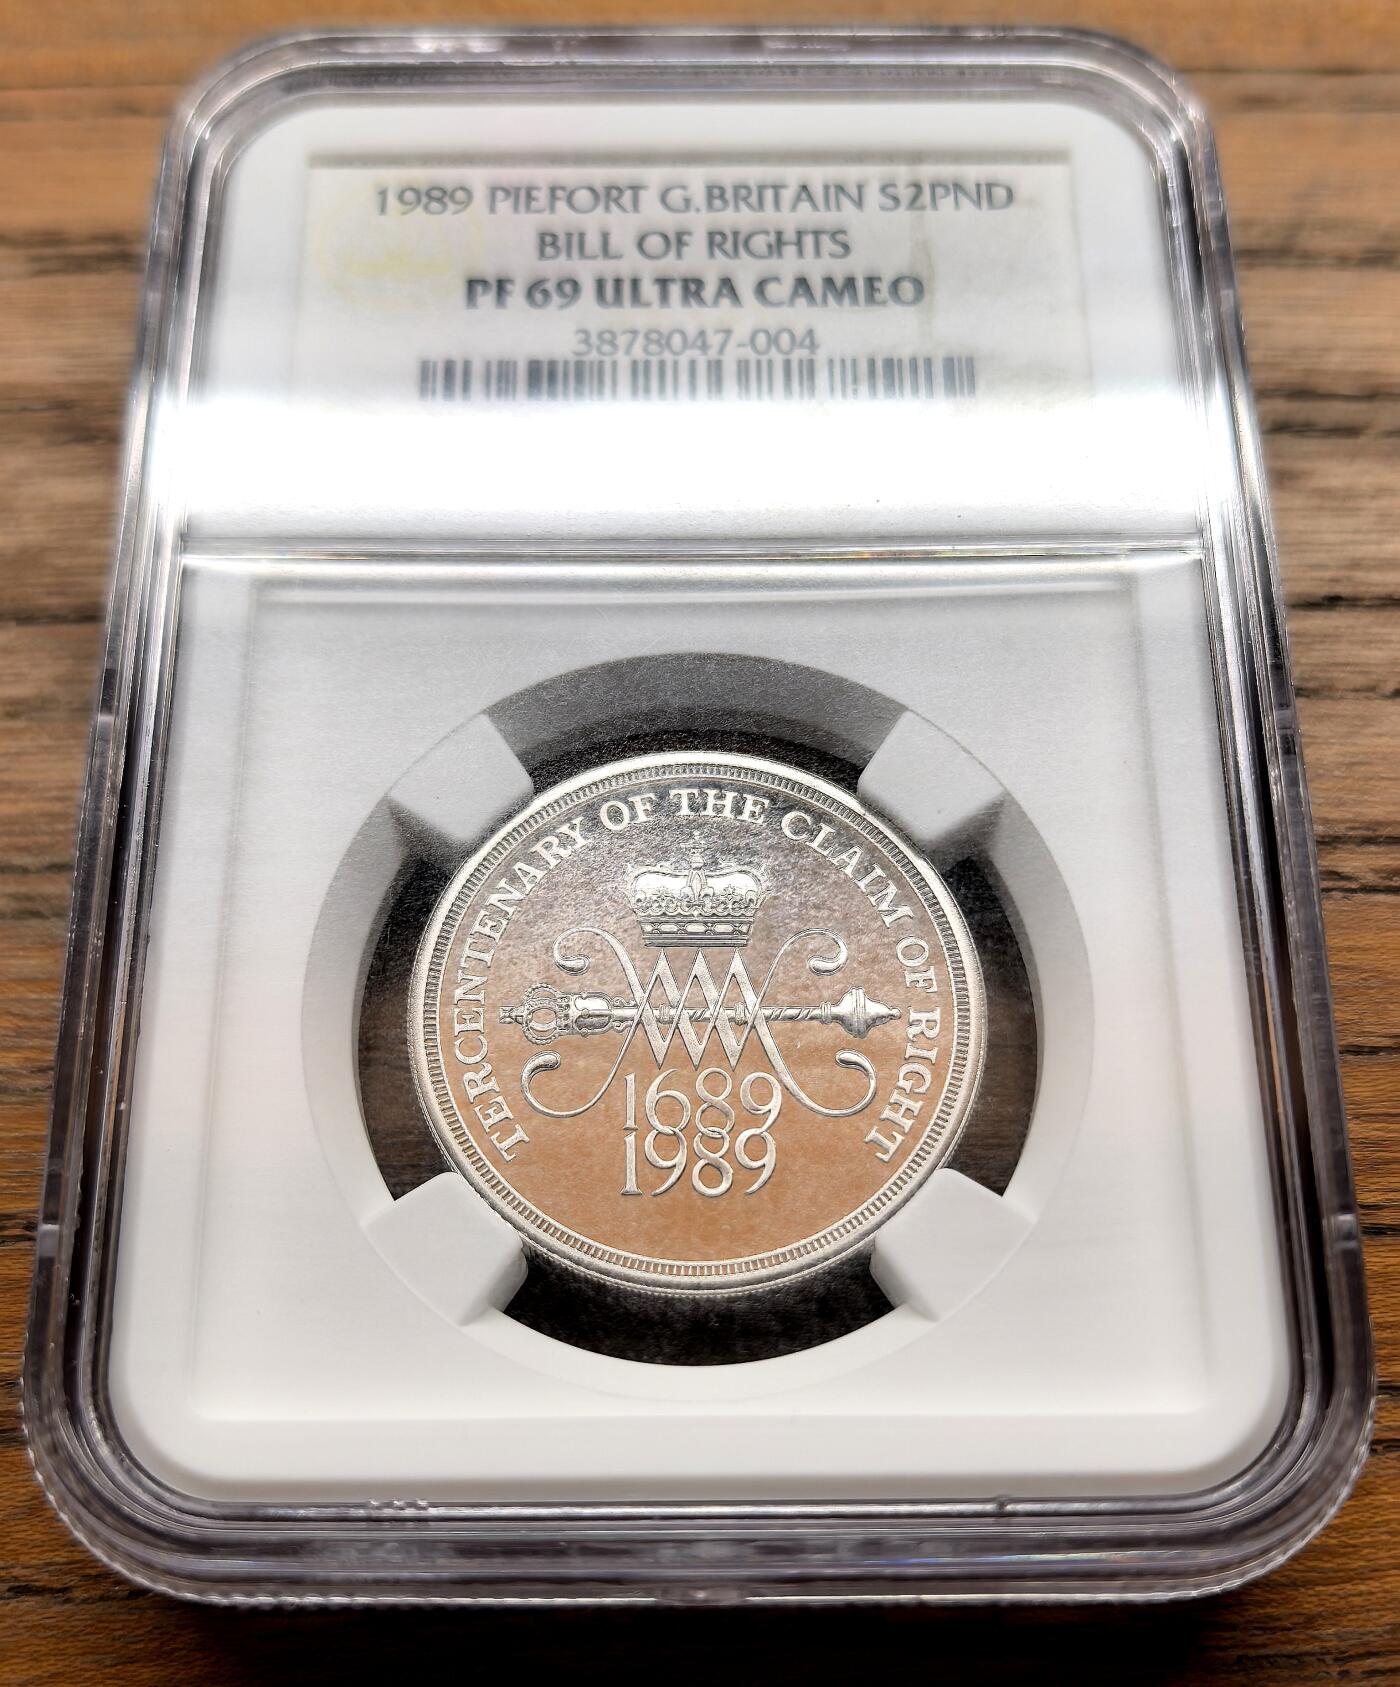 1989 PIEFORT G.BRITAIN S2PND
BILL OF RIGHTS
PF 69 ULTRA CAMEO
3878047-004
TERCENTENARY OF THE CLAIM OF RIGHT
1689
1989